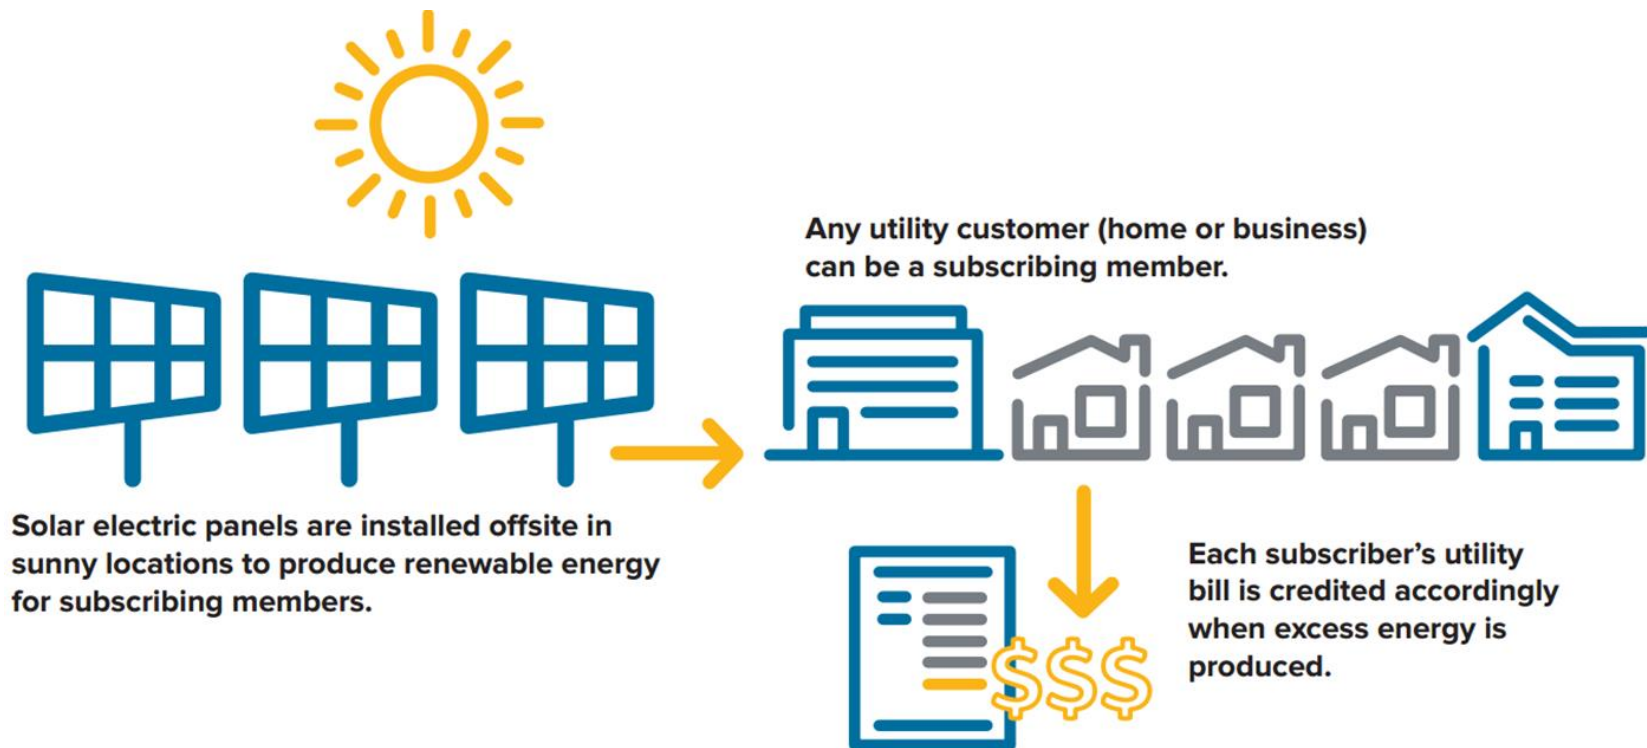 Any utility customer (home or business)
can be a subscribing member.
Solar electric panels are installed offsite in
sunny locations to produce renewable energy
for subscribing members.
Each subscriber’s utility
bill is credited accordingly
when excess energy is
produced.
$$$